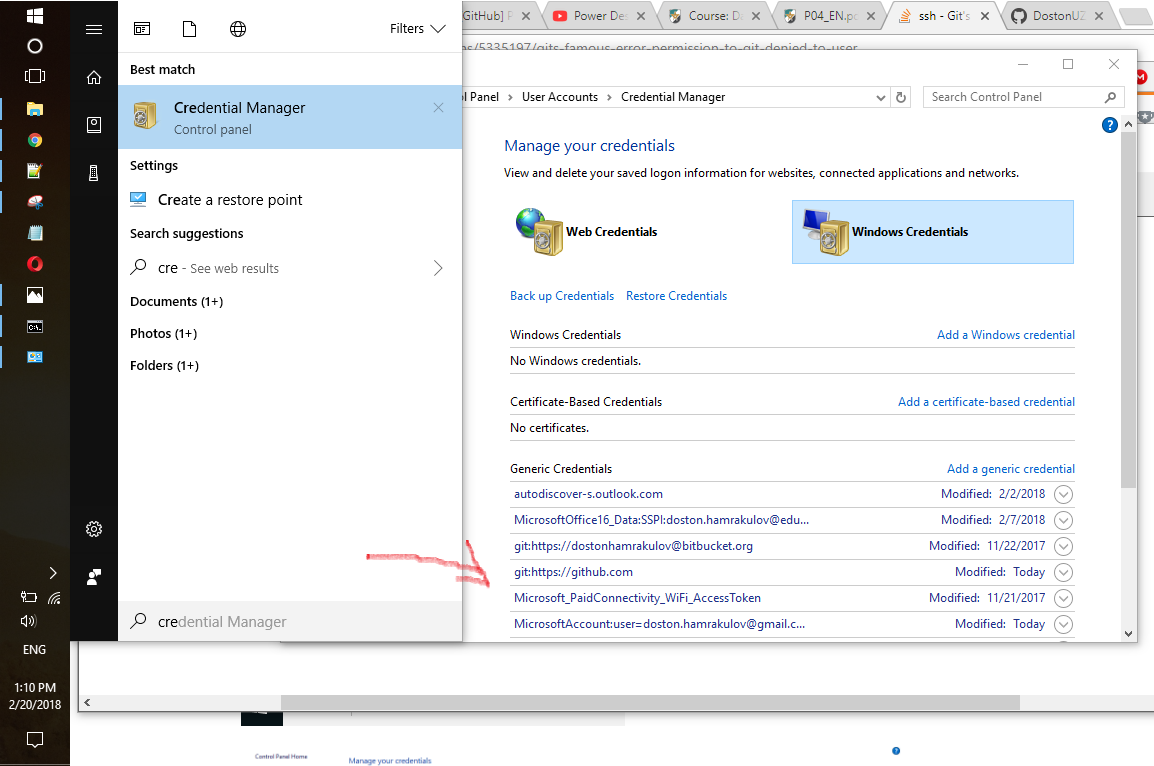 Filters
Best match
Credential Manager
Control panel
Settings
Create a restore point
Search suggestions
cre - See web results
Documents (1+)
Photos (1+)
Folders (1+)
credential Manager
ENG
1:10 PM
2/20/2018
GitHub] P
Power De
Course: D
P04_EN.p
ssh - Git's
DostonUZ
s/5335197/gits-famous-error-permission-to-git-denied-to-user
l Panel > User Accounts > Credential Manager
Search Control Panel
Manage your credentials
View and delete your saved logon information for websites, connected applications and networks.
Web Credentials
Windows Credentials
Back up Credentials Restore Credentials
Windows Credentials Add a Windows credential
No Windows credentials.
Certificate-Based Credentials Add a certificate-based credential
No certificates.
Generic Credentials Add a generic credential
autodiscover-s.outlook.com Modified: 2/2/2018
MicrosoftOffice16_Data:SSPI:doston.hamrakulov@edu... Modified: 2/7/2018
git:https://dostonhamrakulov@bitbucket.org Modified: 11/22/2017
git:https://github.com Modified: Today
Microsoft_PaidConnectivity_WiFi_AccessToken Modified: 11/21/2017
MicrosoftAccount:user=doston.hamrakulov@gmail.c... Modified: Today
Control Panel Home
Manage your credentials